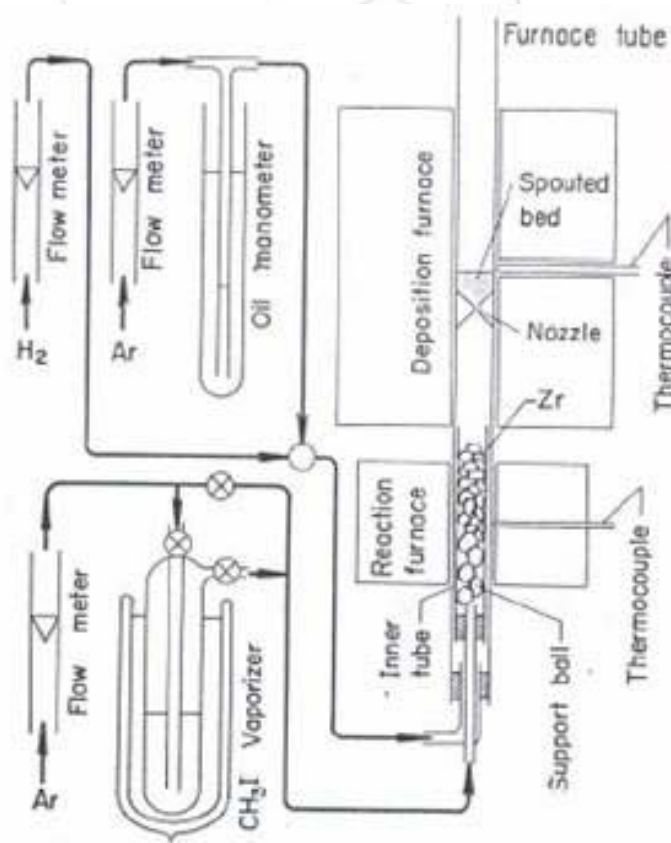 Furnace tube
Flow meter
H2
Flow meter
Ar
Oil manometer
Deposition furnace
Spouted
bed
Nozzle
Thermocouple
Zr
Reaction
furnace
Thermocouple
Inner
tube
Support ball
Flow meter
Ar
CH3I Vaporizer